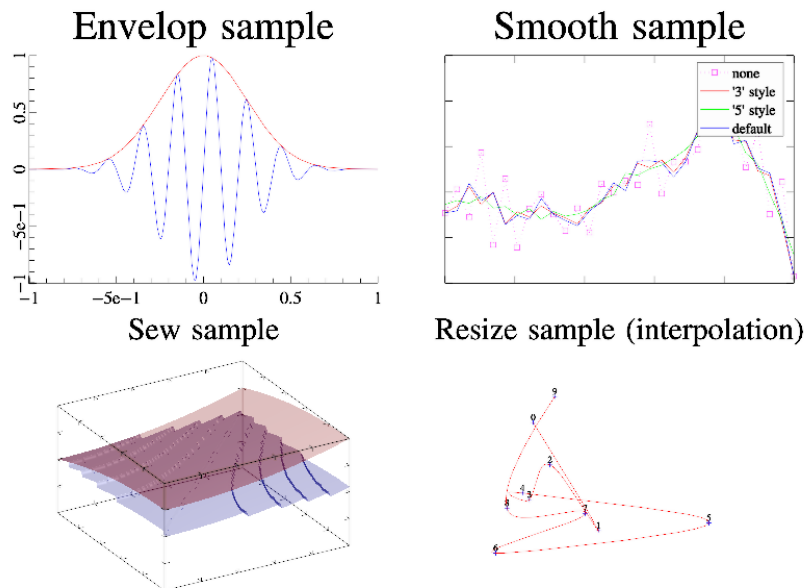 Envelop sample
Smooth sample
1
0.5
0
−5e−1
−1
−1 −5e−1 0 0.5 1
none
'3' style
'5' style
default
Sew sample
Resize sample (interpolation)
9
0
2
4
3
8
7
1
5
6